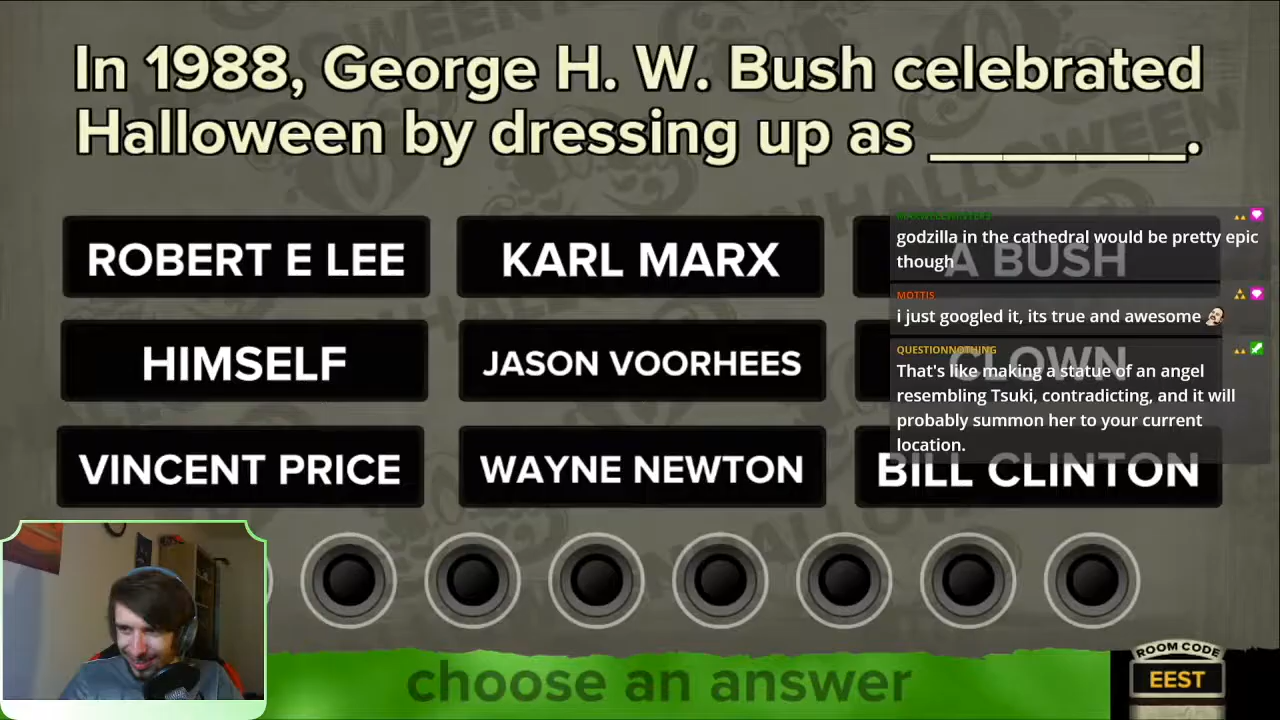 In 1988, George H. W. Bush celebrated
Halloween by dressing up as ________.
ROBERT E LEE
KARL MARX
A BUSH
HIMSELF
JASON VOORHEES
CLOWN
VINCENT PRICE
WAYNE NEWTON
BILL CLINTON
godzilla in the cathedral would be pretty epic
though
MOTTIS
i just googled it, its true and awesome
QUESTIONNOTHING
That's like making a statue of an angel
resembling Tsuki, contradicting, and it will
probably summon her to your current
location.
choose an answer
ROOM CODE
EEST